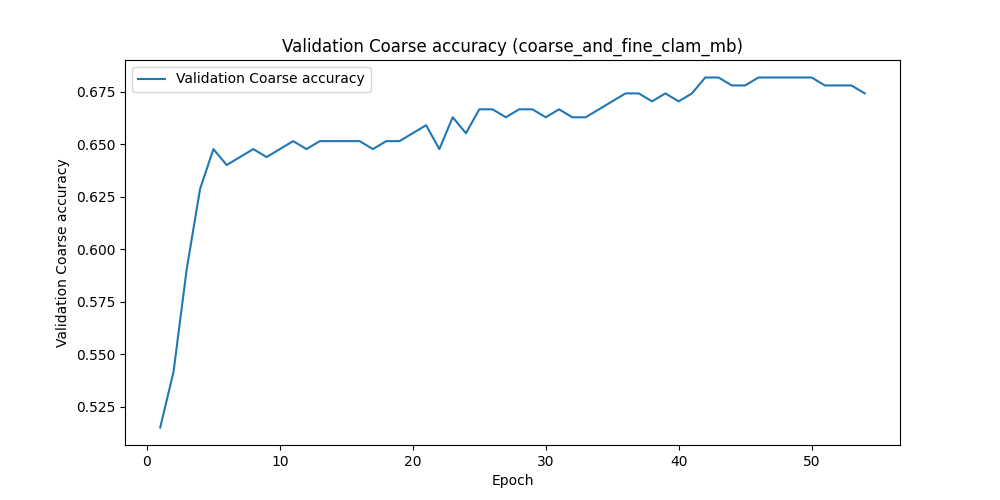 Validation Coarse accuracy (coarse_and_fine_clam_mb)
Validation Coarse accuracy
0.675
0.650
0.625
0.600
0.575
0.550
0.525
Validation Coarse accuracy
0 10 20 30 40 50
Epoch